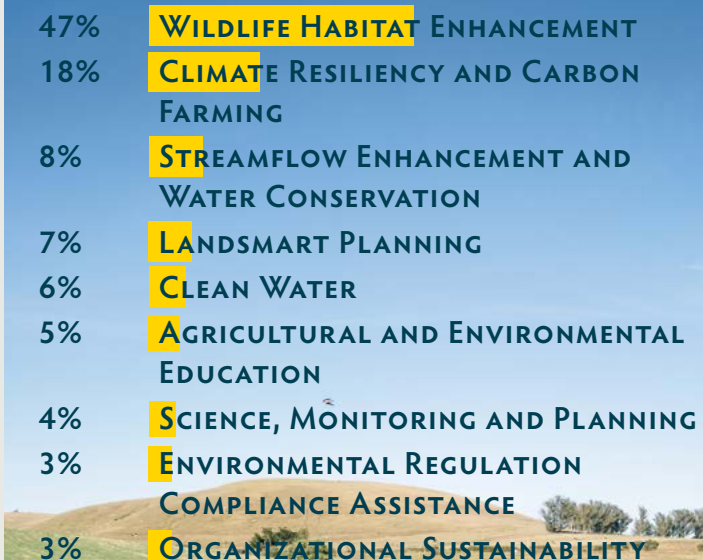 47% Wildlife Habitat Enhancement
18% Climate Resiliency and Carbon
Farming
8% Streamflow Enhancement and
Water Conservation
7% Landsmart Planning
6% Clean Water
5% Agricultural and Environmental
Education
4% Science, Monitoring and Planning
3% Environmental Regulation
Compliance Assistance
3% Organizational Sustainability